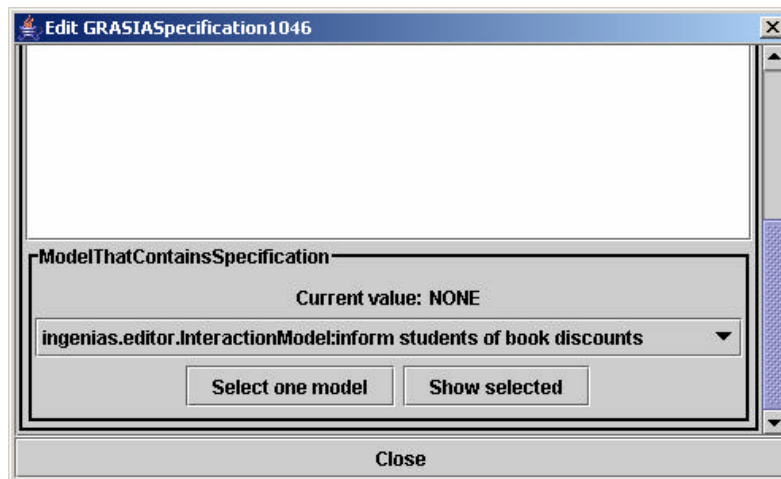 Edit GRASIASpecification1046
ModelThatContainsSpecification
Current value: NONE
ingenias.editor.InteractionModel:inform students of book discounts
Select one model Show selected
Close